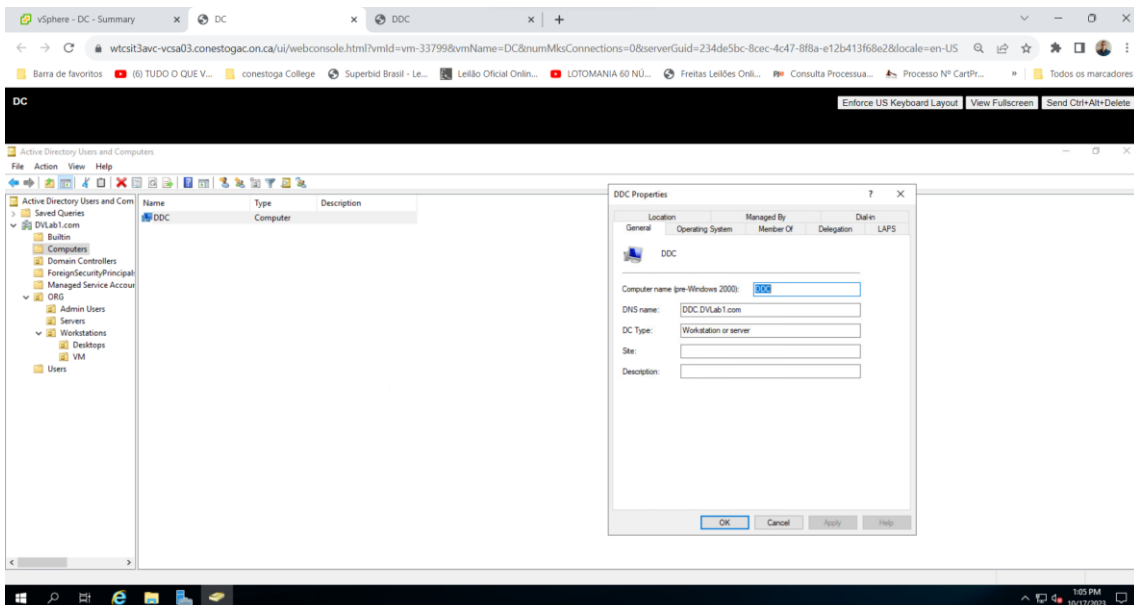 vSphere - DC - Summary
DC
DDC
wtcsit3avc-vcsa03.conestogac.on.ca/ui/webconsole.html?vmId=vm-33799&vmName=DC&numMksConnections=0&serverGuid=234de5bc-8cec-4c47-8f8a-e12b413f68e2&locale=en-US
Barra de favoritos
(6) TUDO O QUE V...
conestoga College
Superbid Brasil - Le...
Leilão Oficial Onlin...
LOTOMANIA 60 NÚ...
Freitas Leilões Onli...
Consulta Processua...
Processo Nº CartPr...
»
Todos os marcadores
DC
Enforce US Keyboard Layout
View Fullscreen
Send Ctrl+Alt+Delete
Active Directory Users and Computers
File Action View Help
Active Directory Users and Com
Saved Queries
DVLab1.com
Builtin
Computers
Domain Controllers
ForeignSecurityPrincipals
Managed Service Accour
ORG
Admin Users
Servers
Workstations
Desktops
VM
Users
Name Type Description
DDC Computer
DDC Properties
Location Managed By Dial-in
General Operating System Member Of Delegation LAPS
DDC
Computer name (pre-Windows 2000): DDC
DNS name: DDC.DVLab1.com
DC Type: Workstation or server
Site:
Description:
OK Cancel Apply Help
1:05 PM
10/17/2023